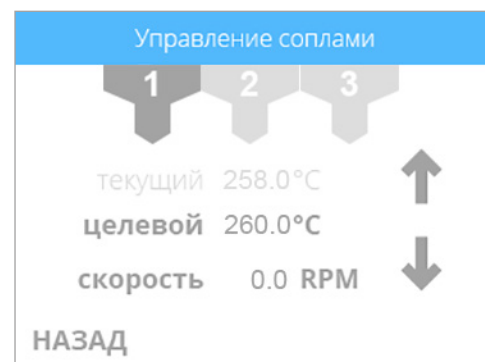 Управление соплами
1 2 3
текущий 258.0°C
целевой 260.0°C
скорость 0.0 RPM
НАЗАД